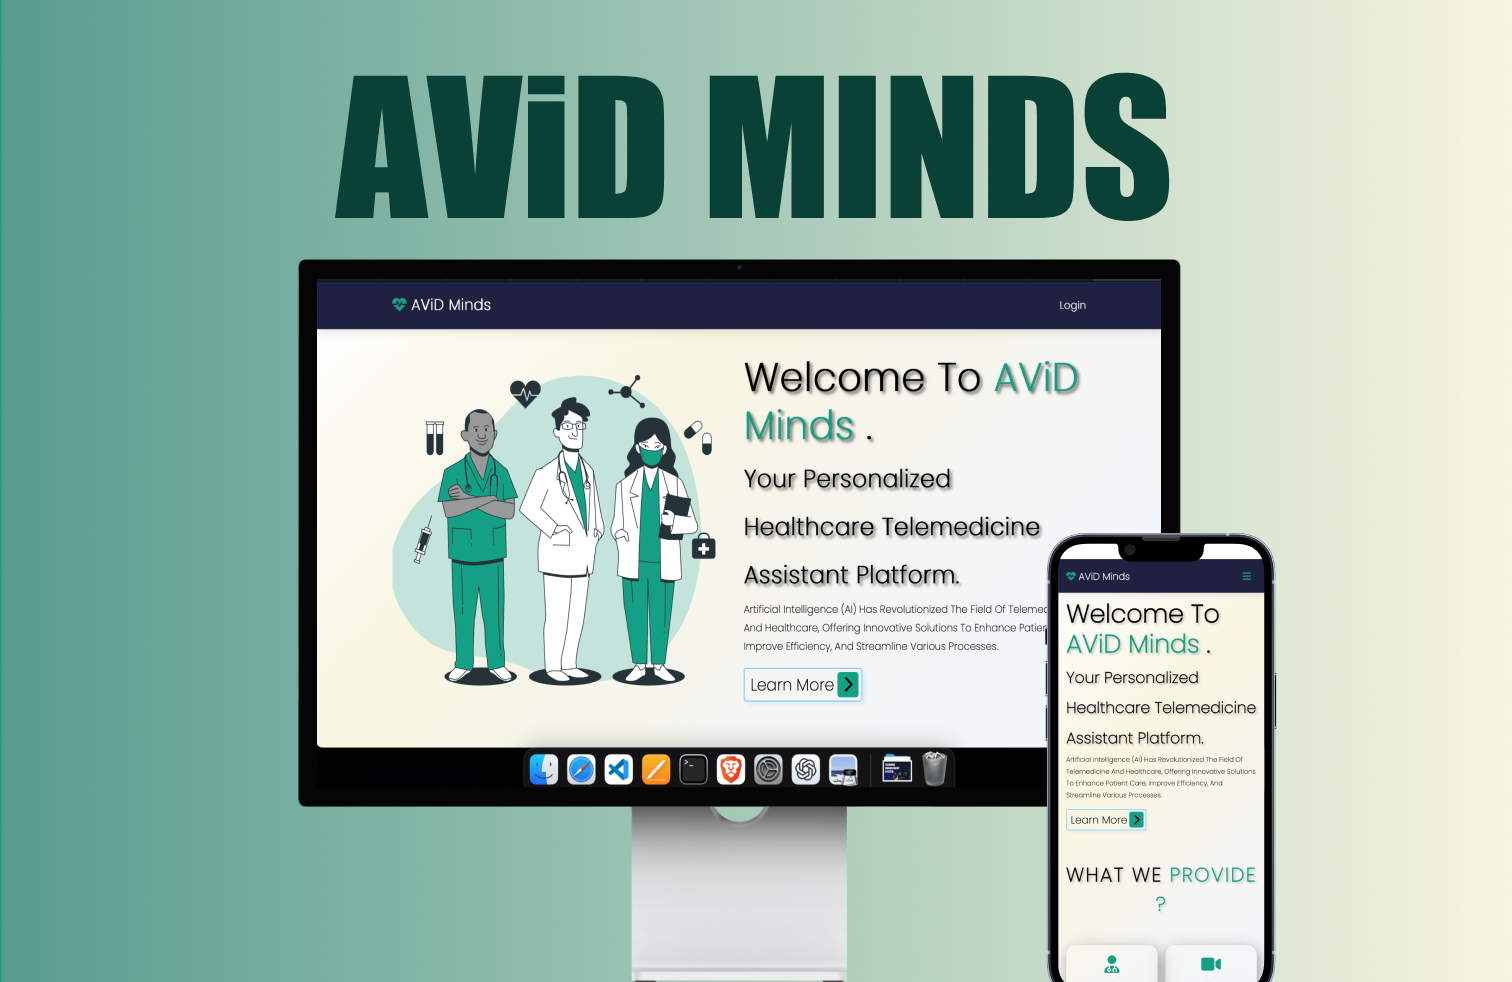 AViD MINDS
AViD Minds
Login
Welcome To AViD
Minds .
Your Personalized
Healthcare Telemedicine
Assistant Platform.
Artificial Intelligence (AI) Has Revolutionized The Field Of
And Healthcare, Offering Innovative Solutions To Enhance
Improve Efficiency, And Streamline Various Processes.
Learn More
AViD Minds
Welcome To
AViD Minds .
Your Personalized
Healthcare Telemedicine
Assistant Platform.
Artificial Intelligence (AI) Has Revolutionized The Field Of
Telemedicine And Healthcare, Offering Innovative Solutions
To Enhance Patient Care, Improve Efficiency, And
Streamline Various Processes.
Learn More
WHAT WE PROVIDE
?